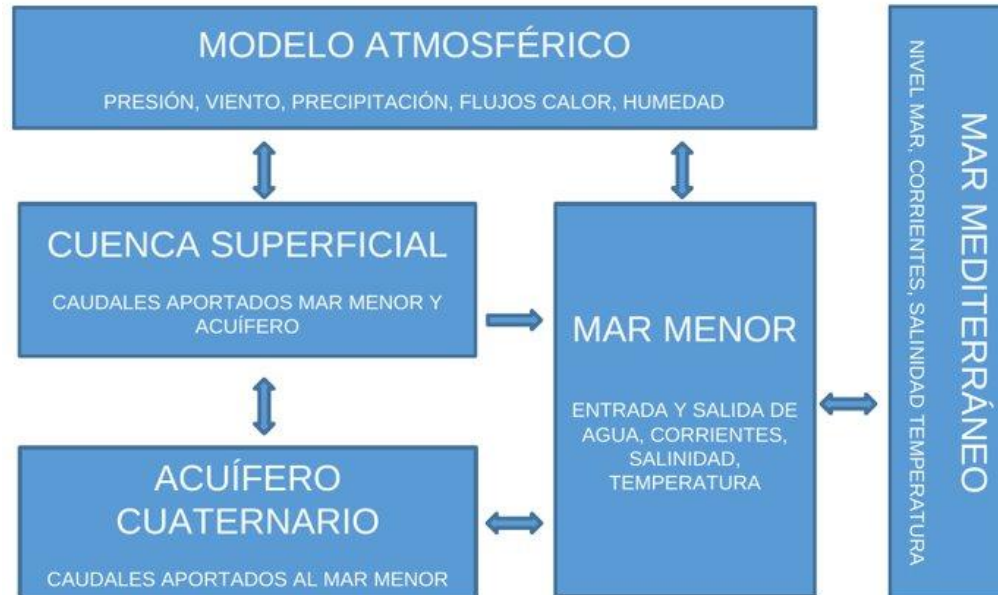 MODELO ATMOSFÉRICO
PRESIÓN, VIENTO, PRECIPITACIÓN, FLUJOS CALOR, HUMEDAD
CUENCA SUPERFICIAL
CAUDALES APORTADOS MAR MENOR Y
ACUÍFERO
ACUÍFERO
CUATERNARIO
CAUDALES APORTADOS AL MAR MENOR
MAR MENOR
ENTRADA Y SALIDA DE
AGUA, CORRIENTES,
SALINIDAD,
TEMPERATURA
MAR MEDITERRÁNEO
NIVEL MAR, CORRIENTES, SALINIDAD TEMPERATURA